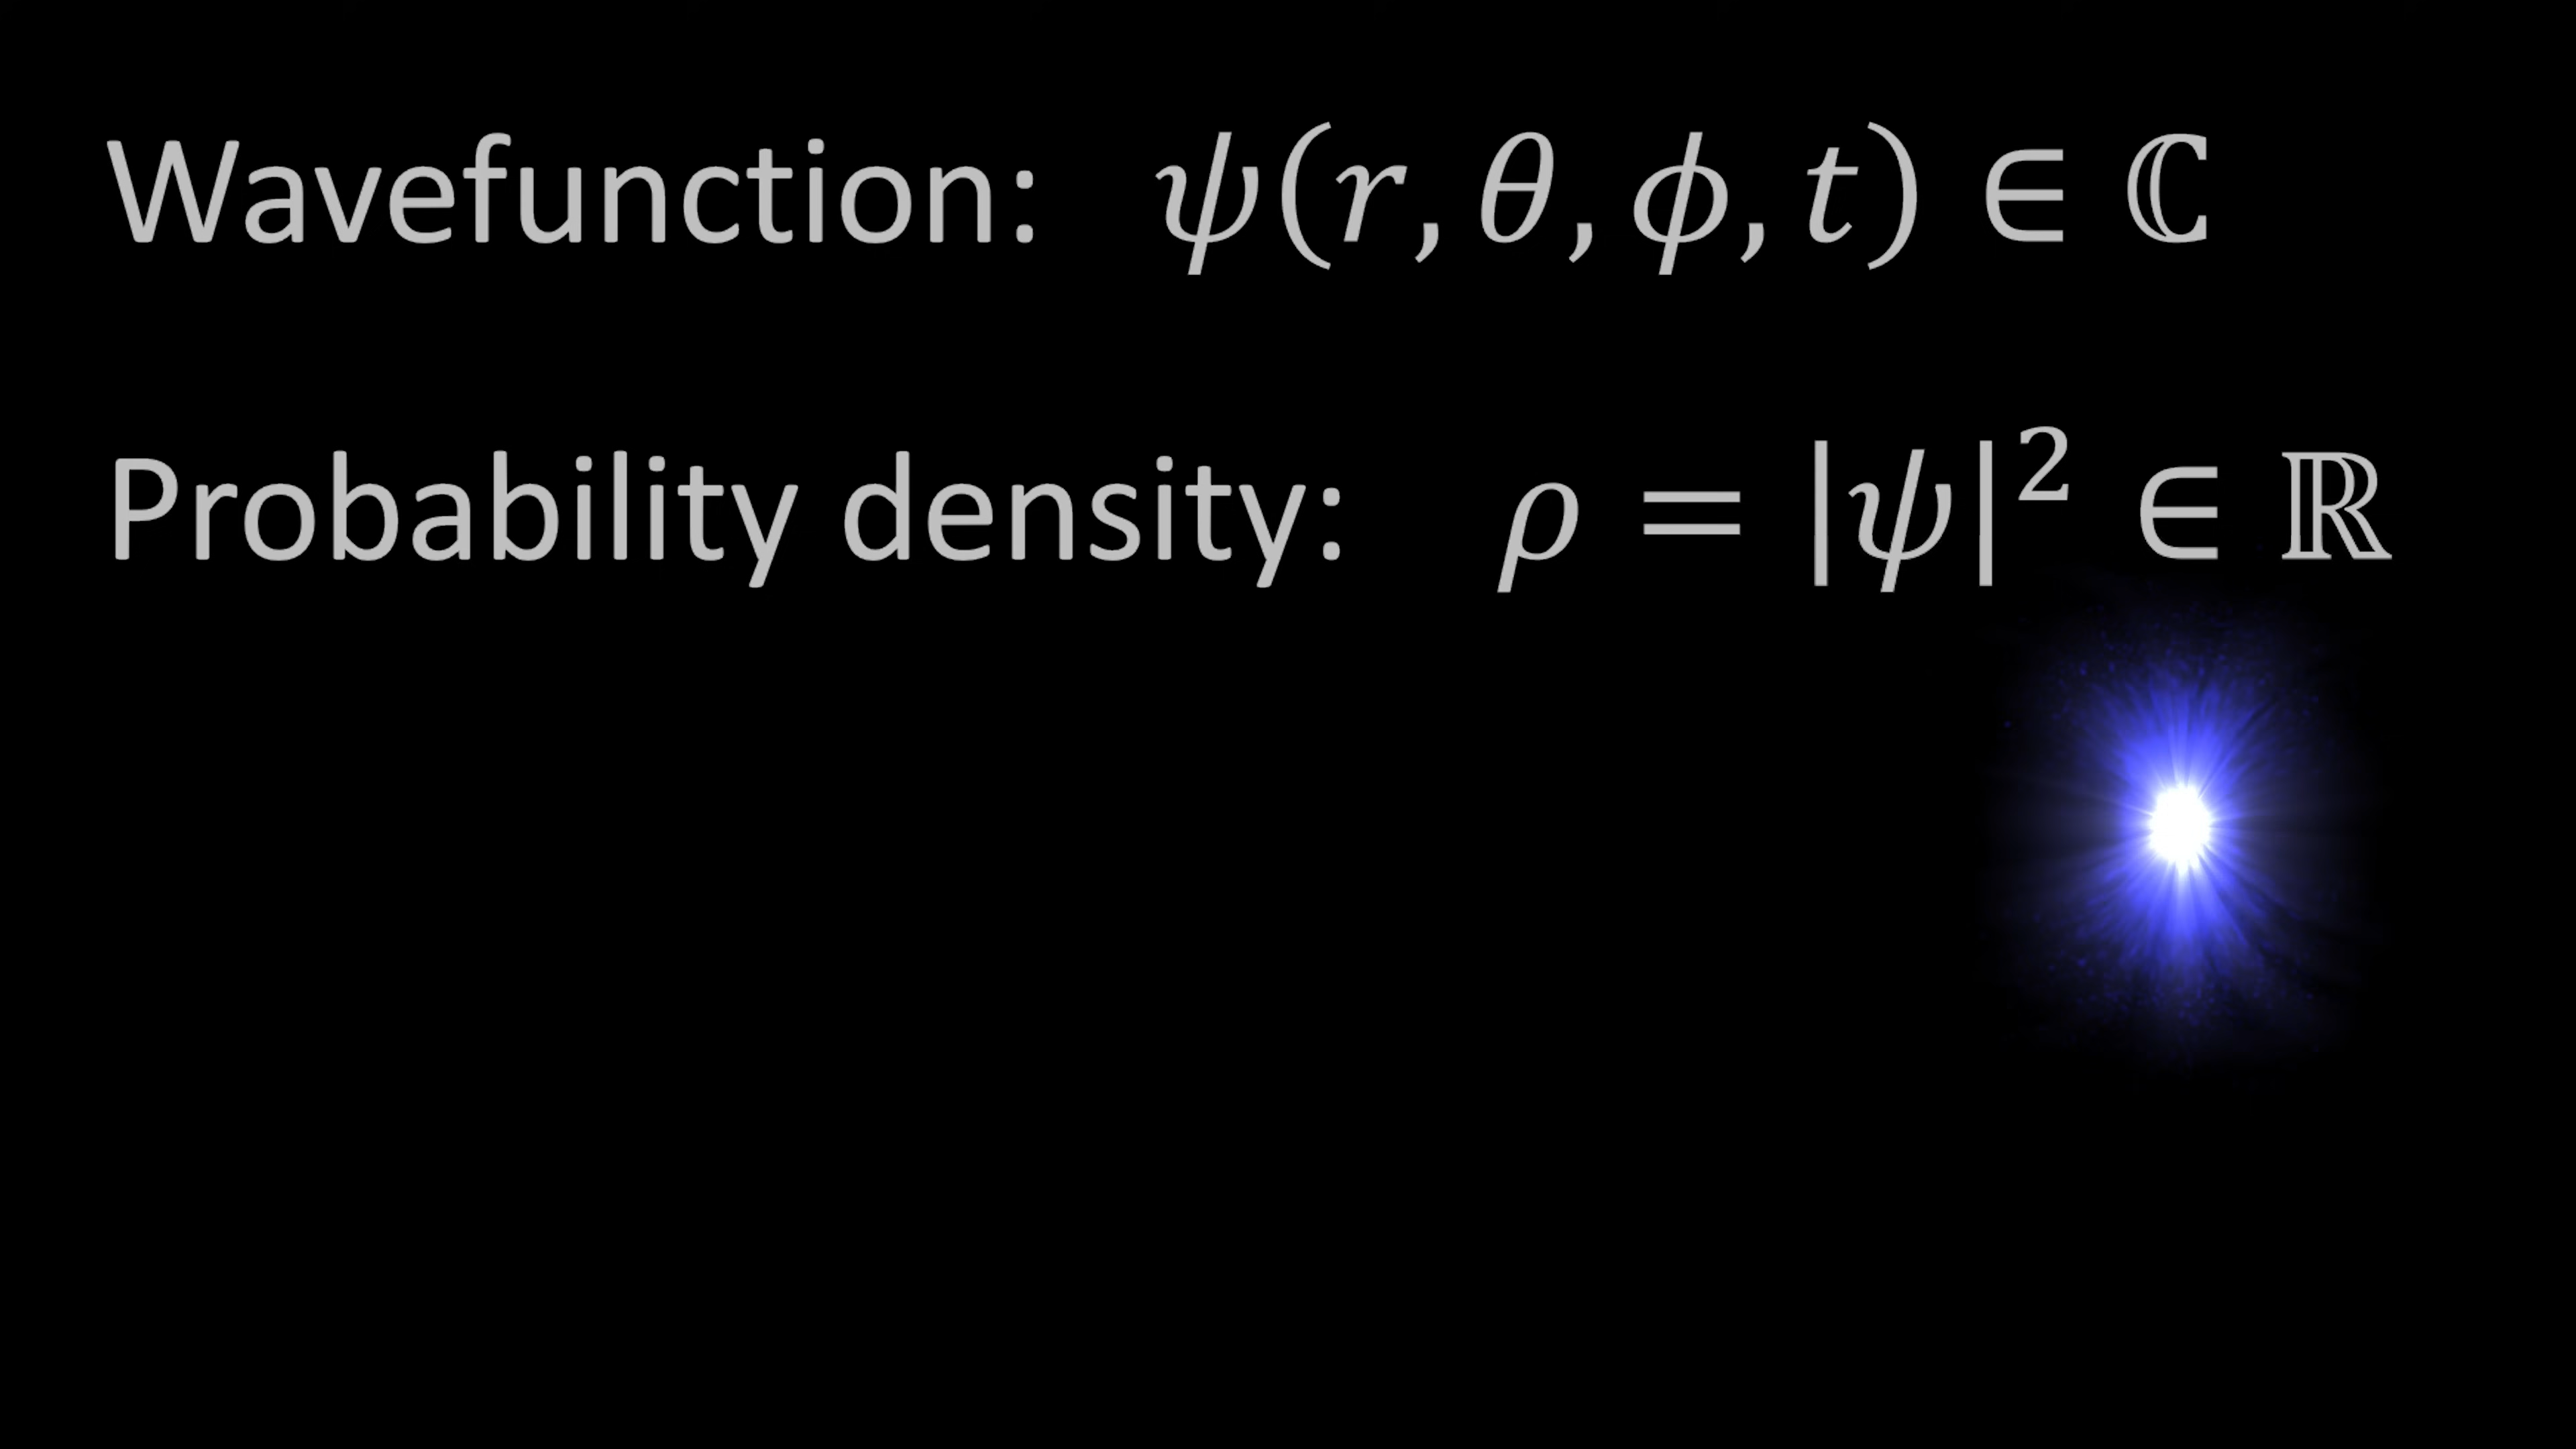 Wavefunction: ψ(r, θ, ϕ, t) ∈ ℂ
Probability density: ρ = |ψ|² ∈ ℝ